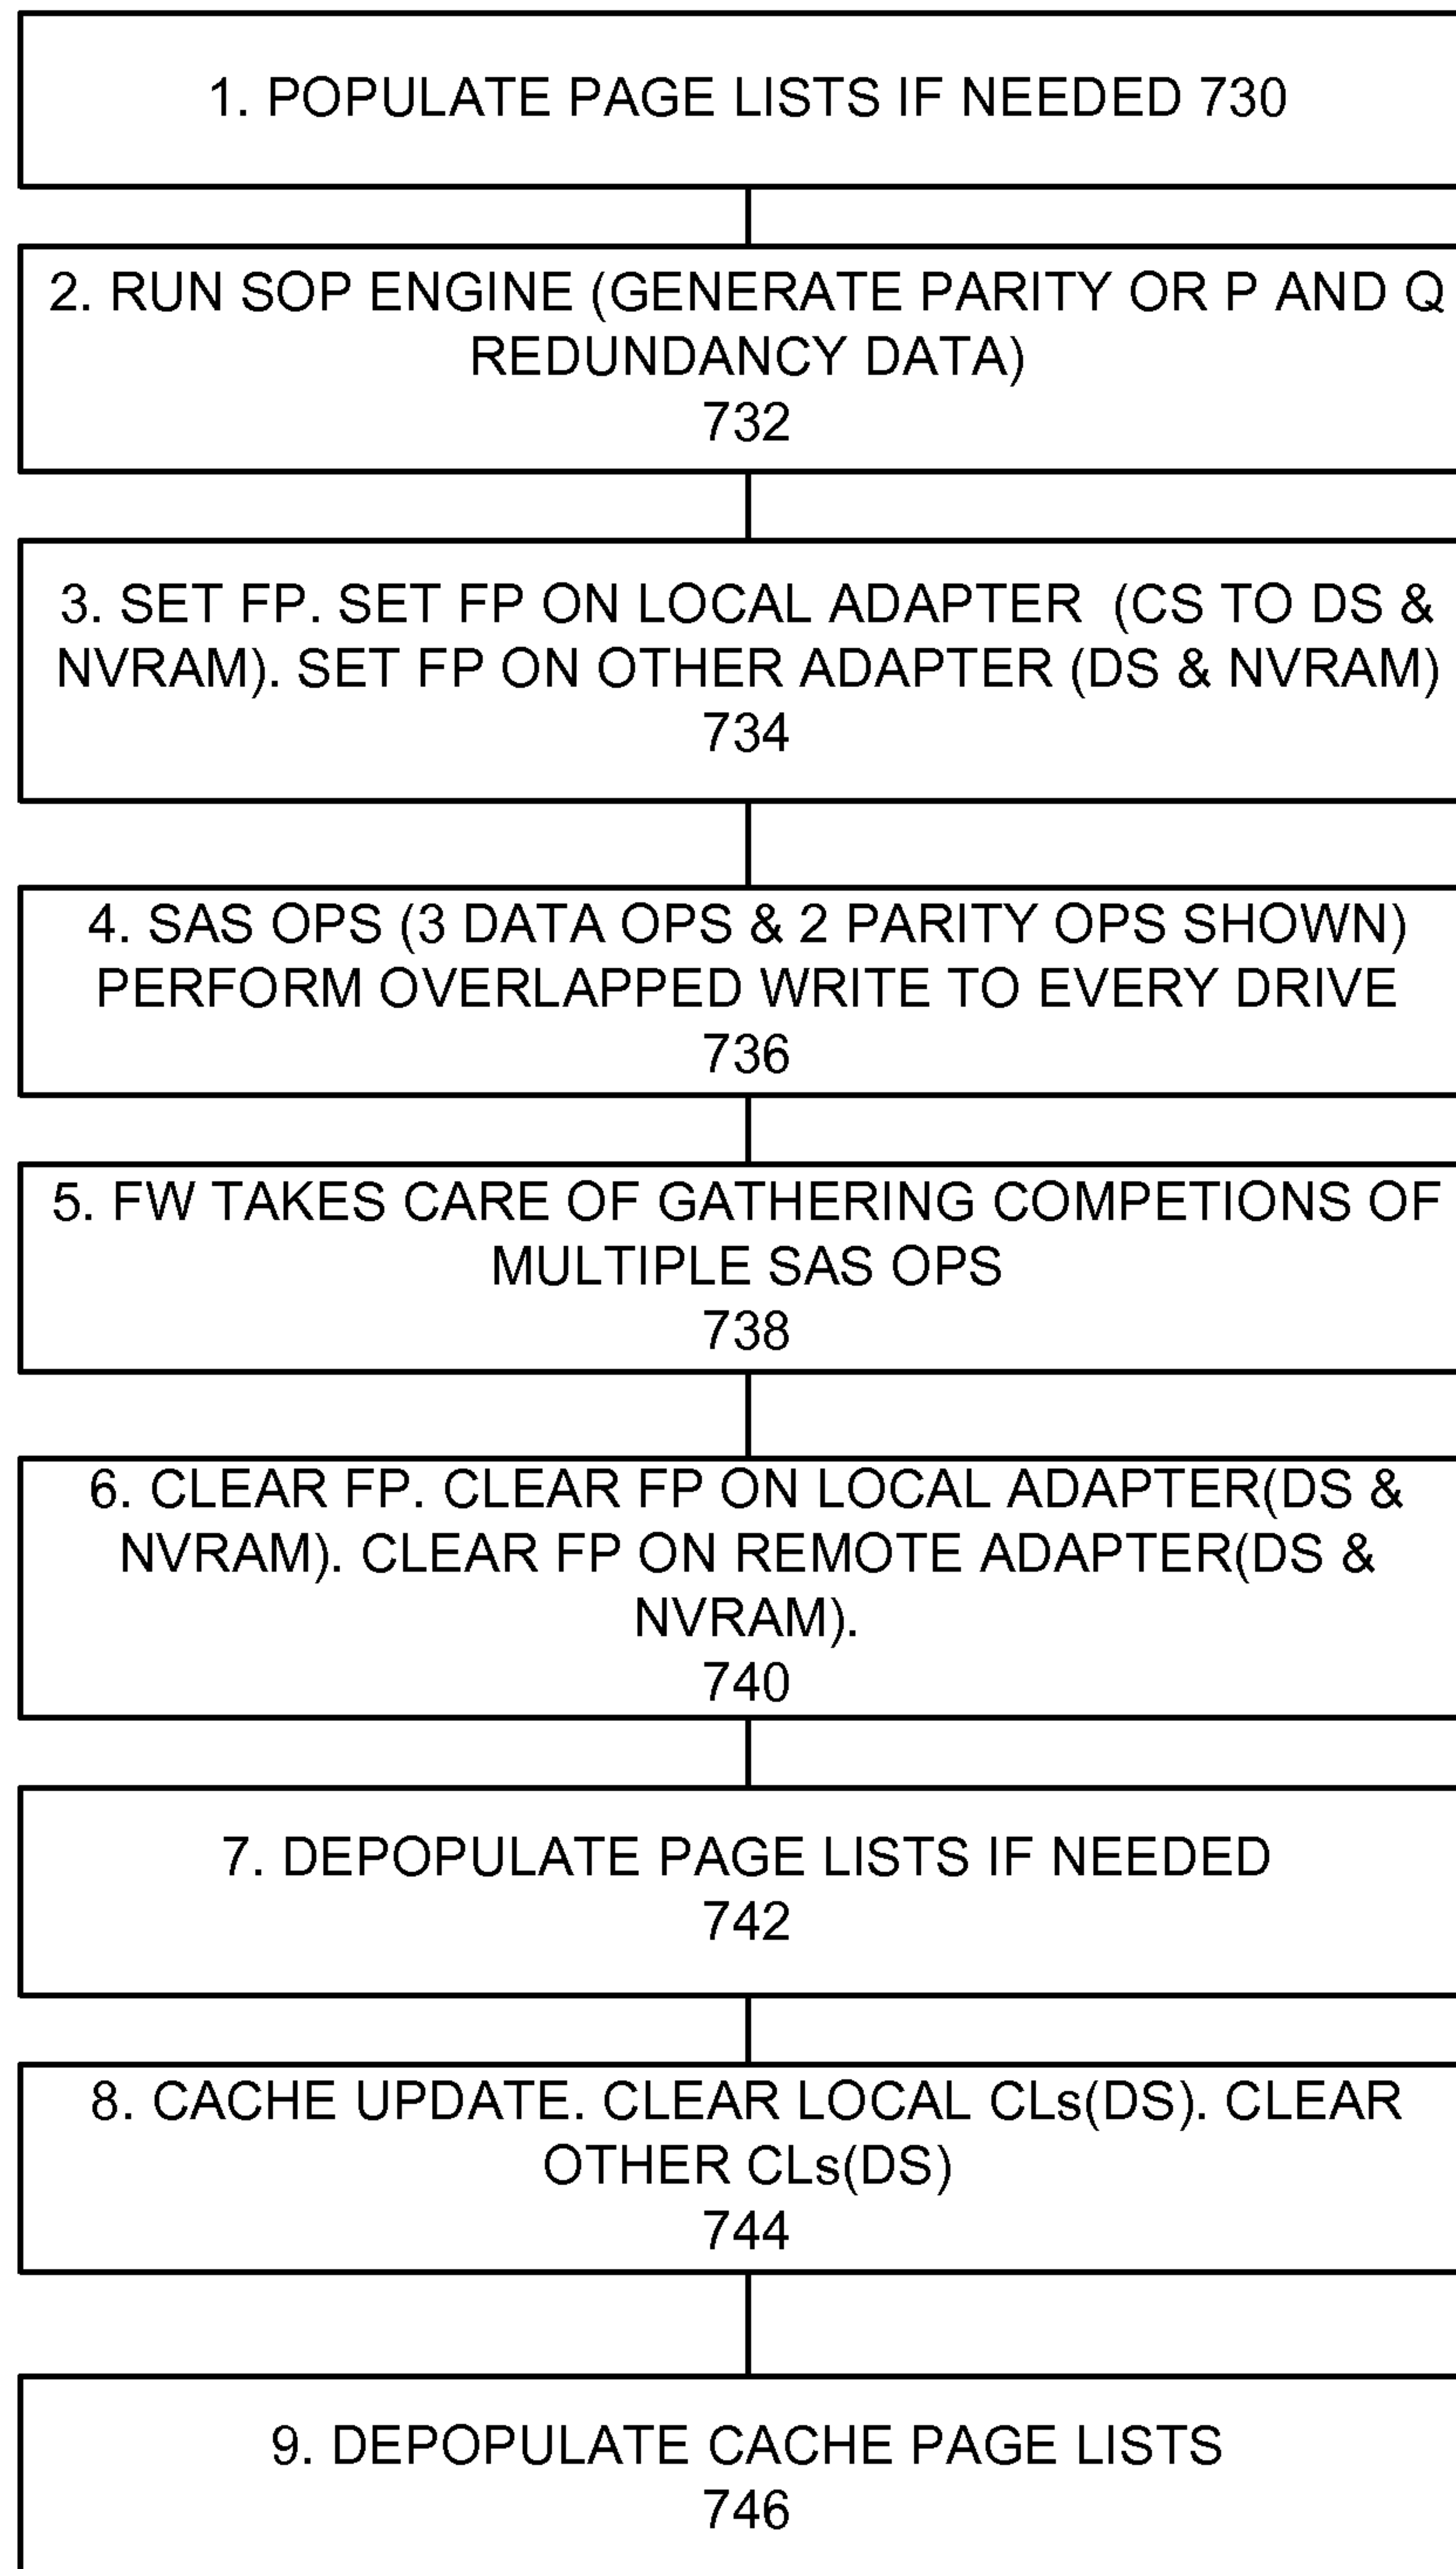 1. POPULATE PAGE LISTS IF NEEDED 730
2. RUN SOP ENGINE (GENERATE PARITY OR P AND Q
REDUNDANCY DATA)
732
3. SET FP. SET FP ON LOCAL ADAPTER (CS TO DS &
NVRAM). SET FP ON OTHER ADAPTER (DS & NVRAM)
734
4. SAS OPS (3 DATA OPS & 2 PARITY OPS SHOWN)
PERFORM OVERLAPPED WRITE TO EVERY DRIVE
736
5. FW TAKES CARE OF GATHERING COMPETIONS OF
MULTIPLE SAS OPS
738
6. CLEAR FP. CLEAR FP ON LOCAL ADAPTER(DS &
NVRAM). CLEAR FP ON REMOTE ADAPTER(DS &
NVRAM).
740
7. DEPOPULATE PAGE LISTS IF NEEDED
742
8. CACHE UPDATE. CLEAR LOCAL CLs(DS). CLEAR
OTHER CLs(DS)
744
9. DEPOPULATE CACHE PAGE LISTS
746